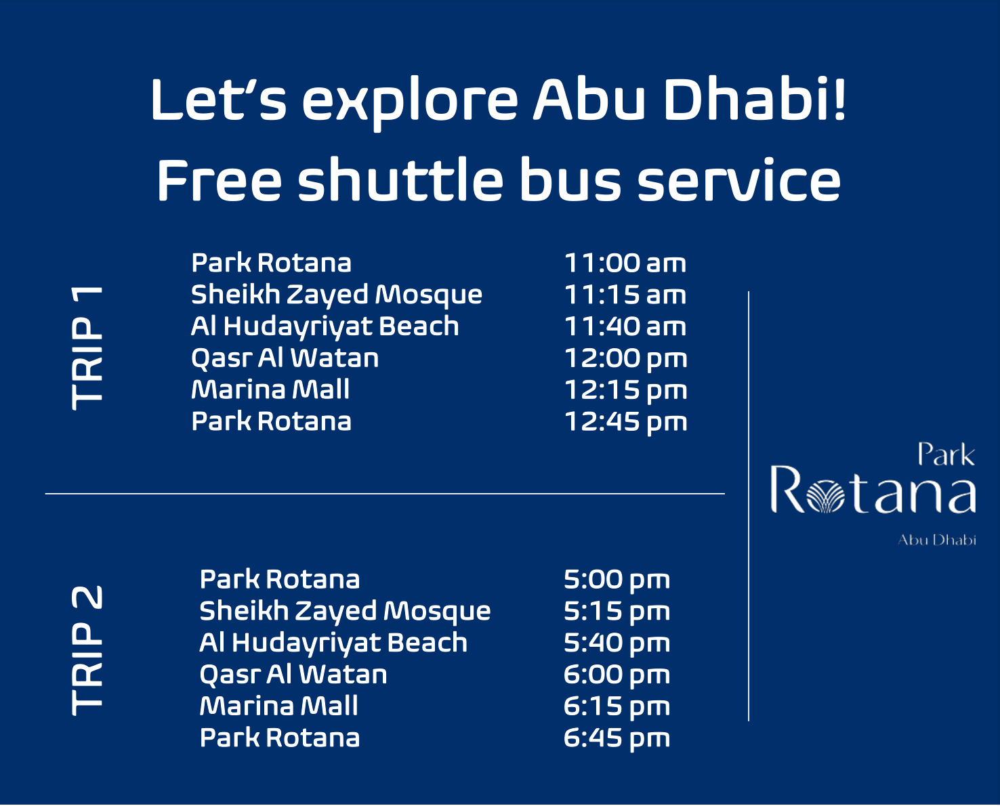 Let's explore Abu Dhabi!
Free shuttle bus service
TRIP 1
Park Rotana 11:00 am
Sheikh Zayed Mosque 11:15 am
Al Hudayriyat Beach 11:40 am
Qasr Al Watan 12:00 pm
Marina Mall 12:15 pm
Park Rotana 12:45 pm
TRIP 2
Park Rotana 5:00 pm
Sheikh Zayed Mosque 5:15 pm
Al Hudayriyat Beach 5:40 pm
Qasr Al Watan 6:00 pm
Marina Mall 6:15 pm
Park Rotana 6:45 pm
Park
Rotana
Abu Dhabi